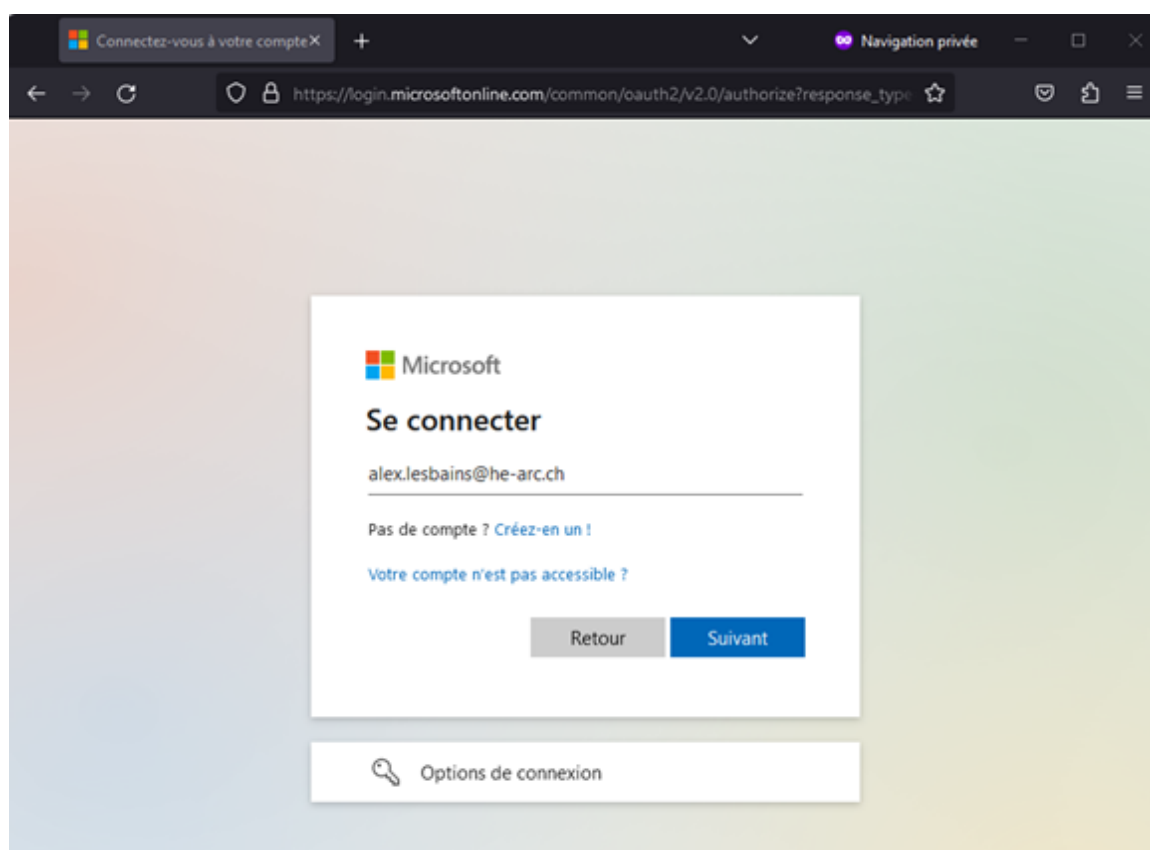 Connectez-vous à votre compte
Navigation privée
https://login.microsoftonline.com/common/oauth2/v2.0/authorize?response_type
Microsoft
Se connecter
alex.lesbains@he-arc.ch
Pas de compte ? Créez-en un !
Votre compte n'est pas accessible ?
Retour Suivant
Options de connexion